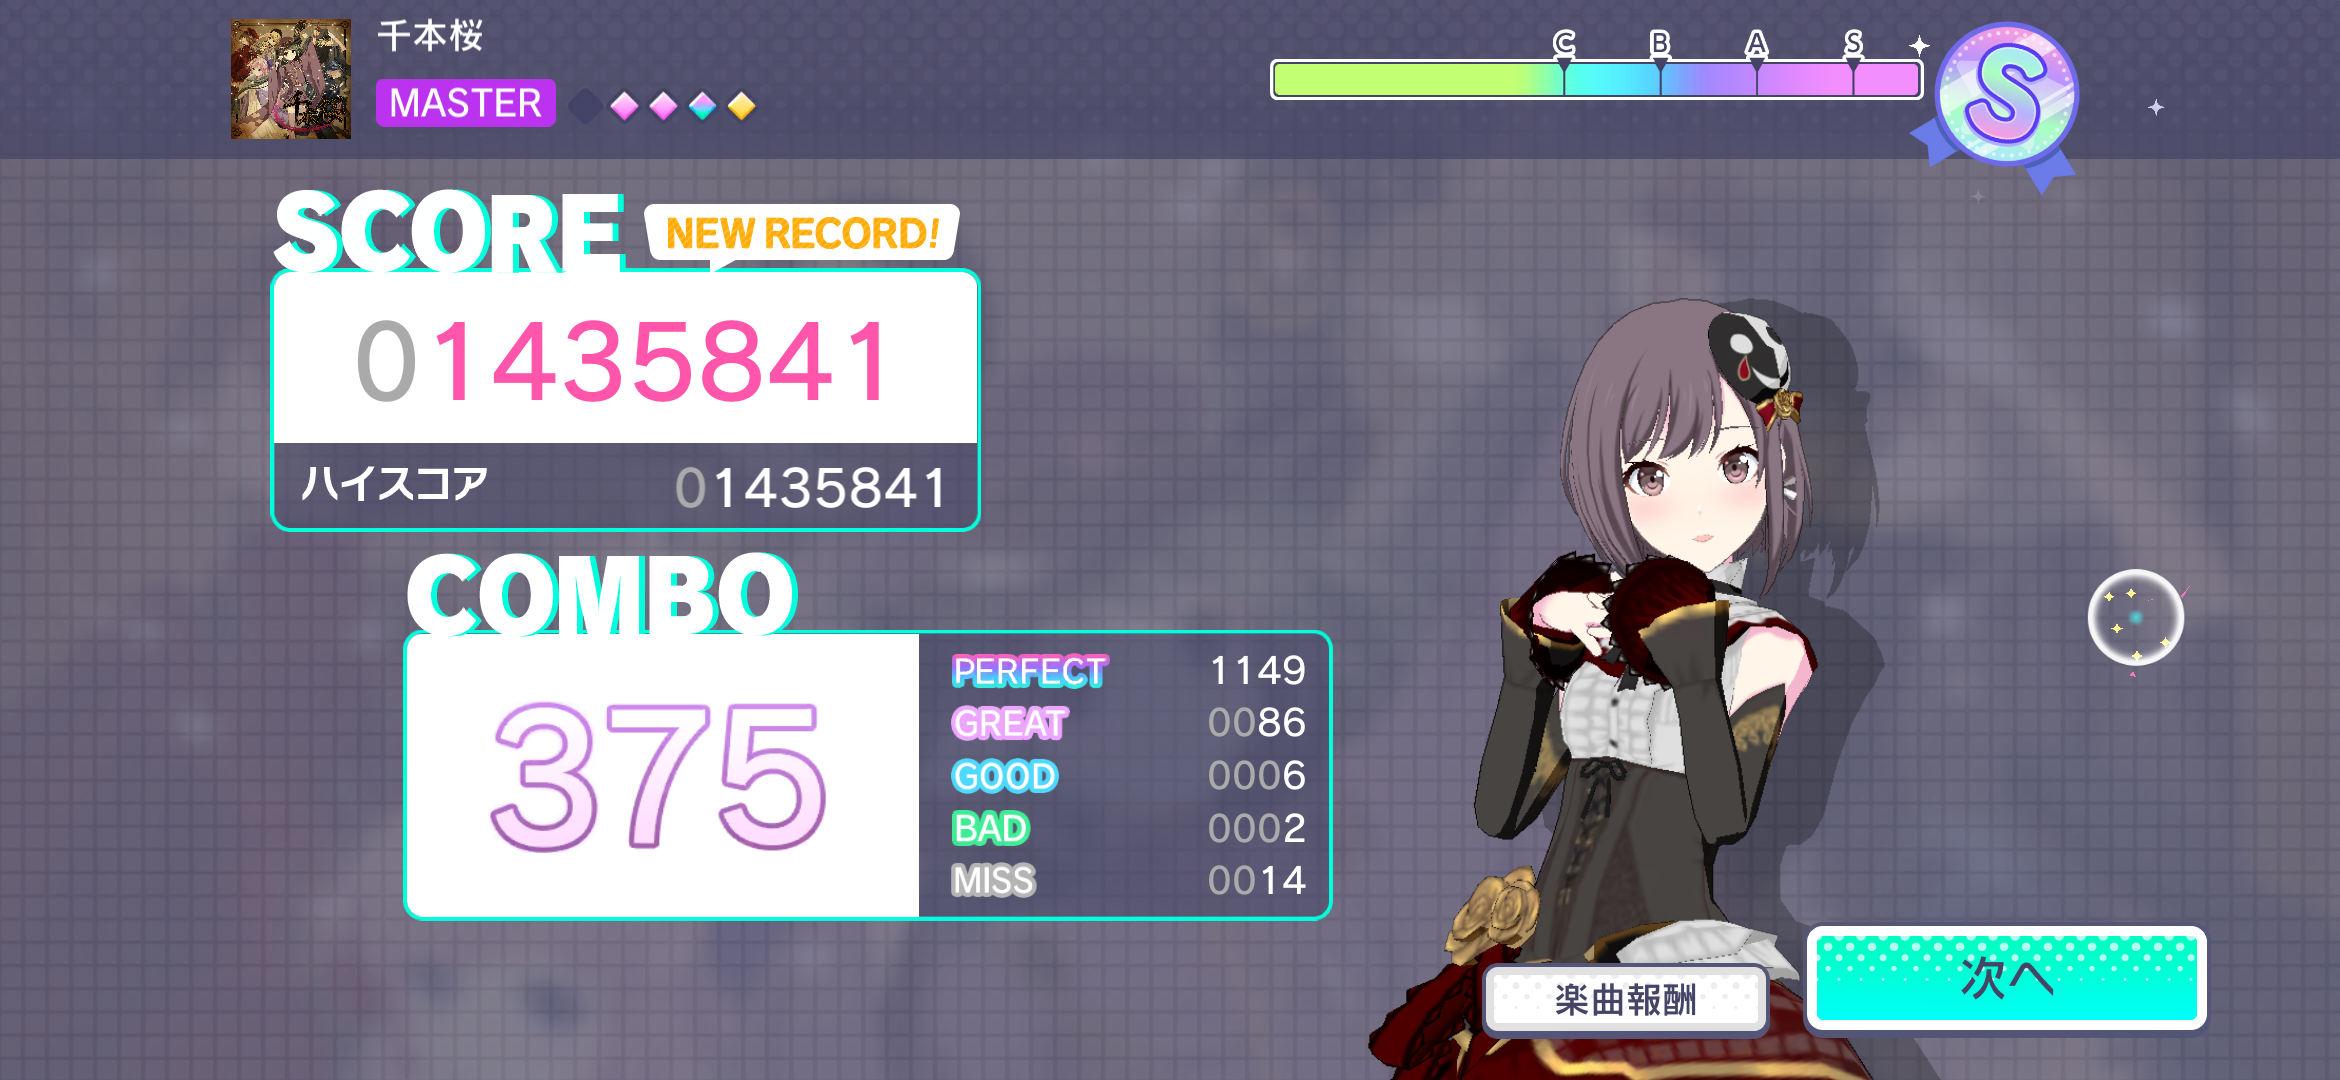 千本桜
MASTER
C B A S
S
SCORE
NEW RECORD!
01435841
ハイスコア 01435841
COMBO
375
PERFECT 1149
GREAT 0086
GOOD 0006
BAD 0002
MISS 0014
楽曲報酬
次へ